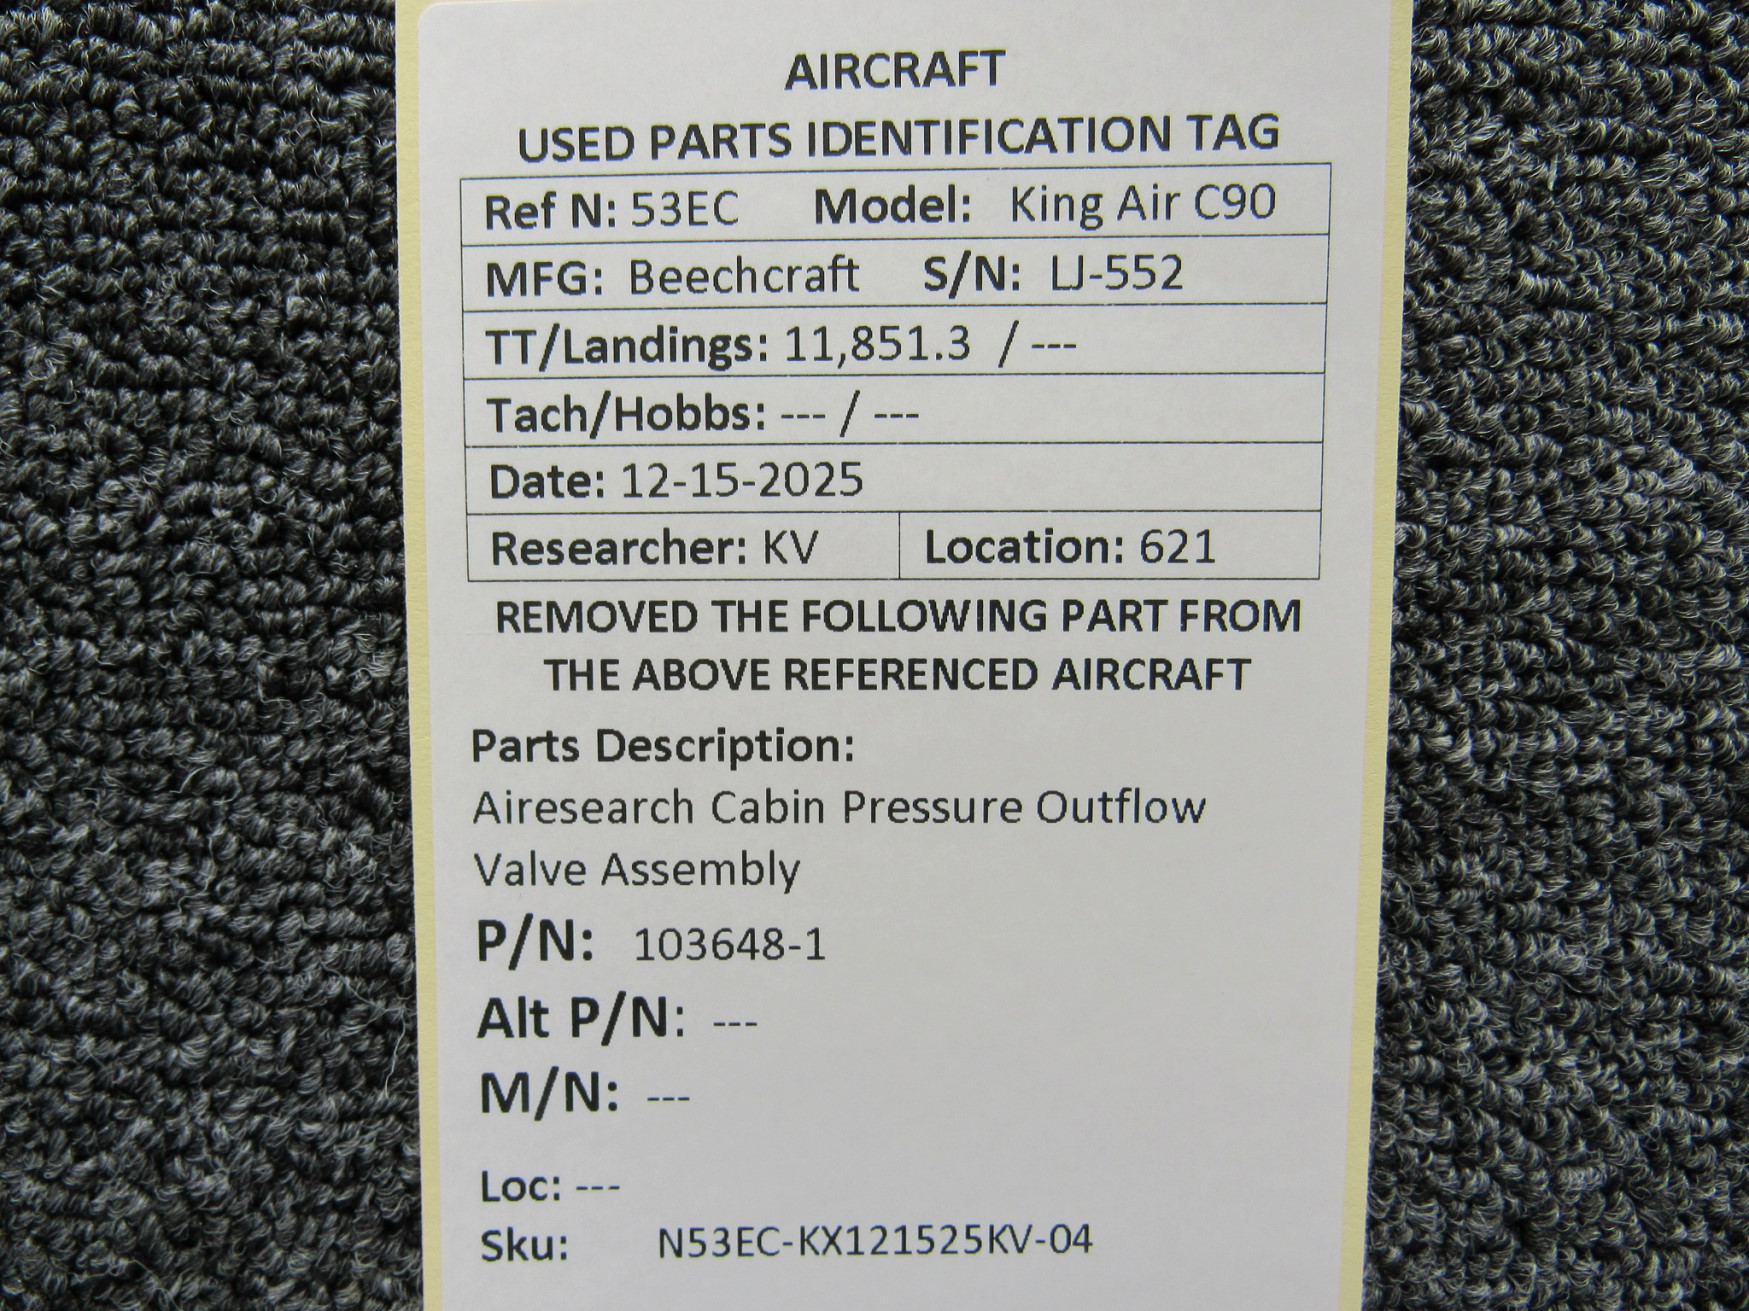 AIRCRAFT
USED PARTS IDENTIFICATION TAG
Ref N: 53EC Model: King Air C90
MFG: Beechcraft S/N: LJ-552
TT/Landings: 11,851.3 / ---
Tach/Hobbs: --- / ---
Date: 12-15-2025
Researcher: KV Location: 621
REMOVED THE FOLLOWING PART FROM
THE ABOVE REFERENCED AIRCRAFT
Parts Description:
Airesearch Cabin Pressure Outflow
Valve Assembly
P/N: 103648-1
Alt P/N: ---
M/N: ---
Loc: ---
Sku: N53EC-KX121525KV-04